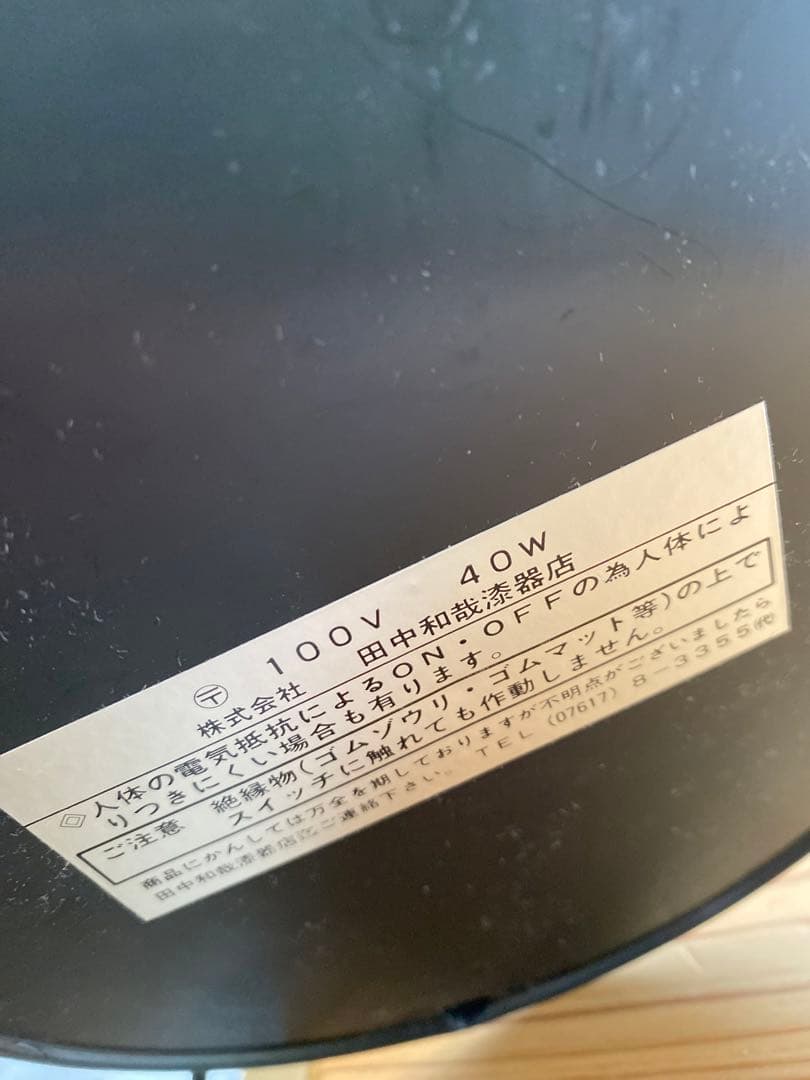 〶 100V 40W
株式会社 田中和哉漆器店
回 人体の電気抵抗によるON・OFFの為人体によ
りつきにくい場合も有ります。
ご注意 絶縁物(ゴムゾウリ・ゴムマット等)の上で
スイッチに触れても作動しません。
商品にかんしては万全を期しておりますが不明点がございましたら
田中和哉漆器店迄ご連絡下さい。 TEL (07617) 8-3355㈹